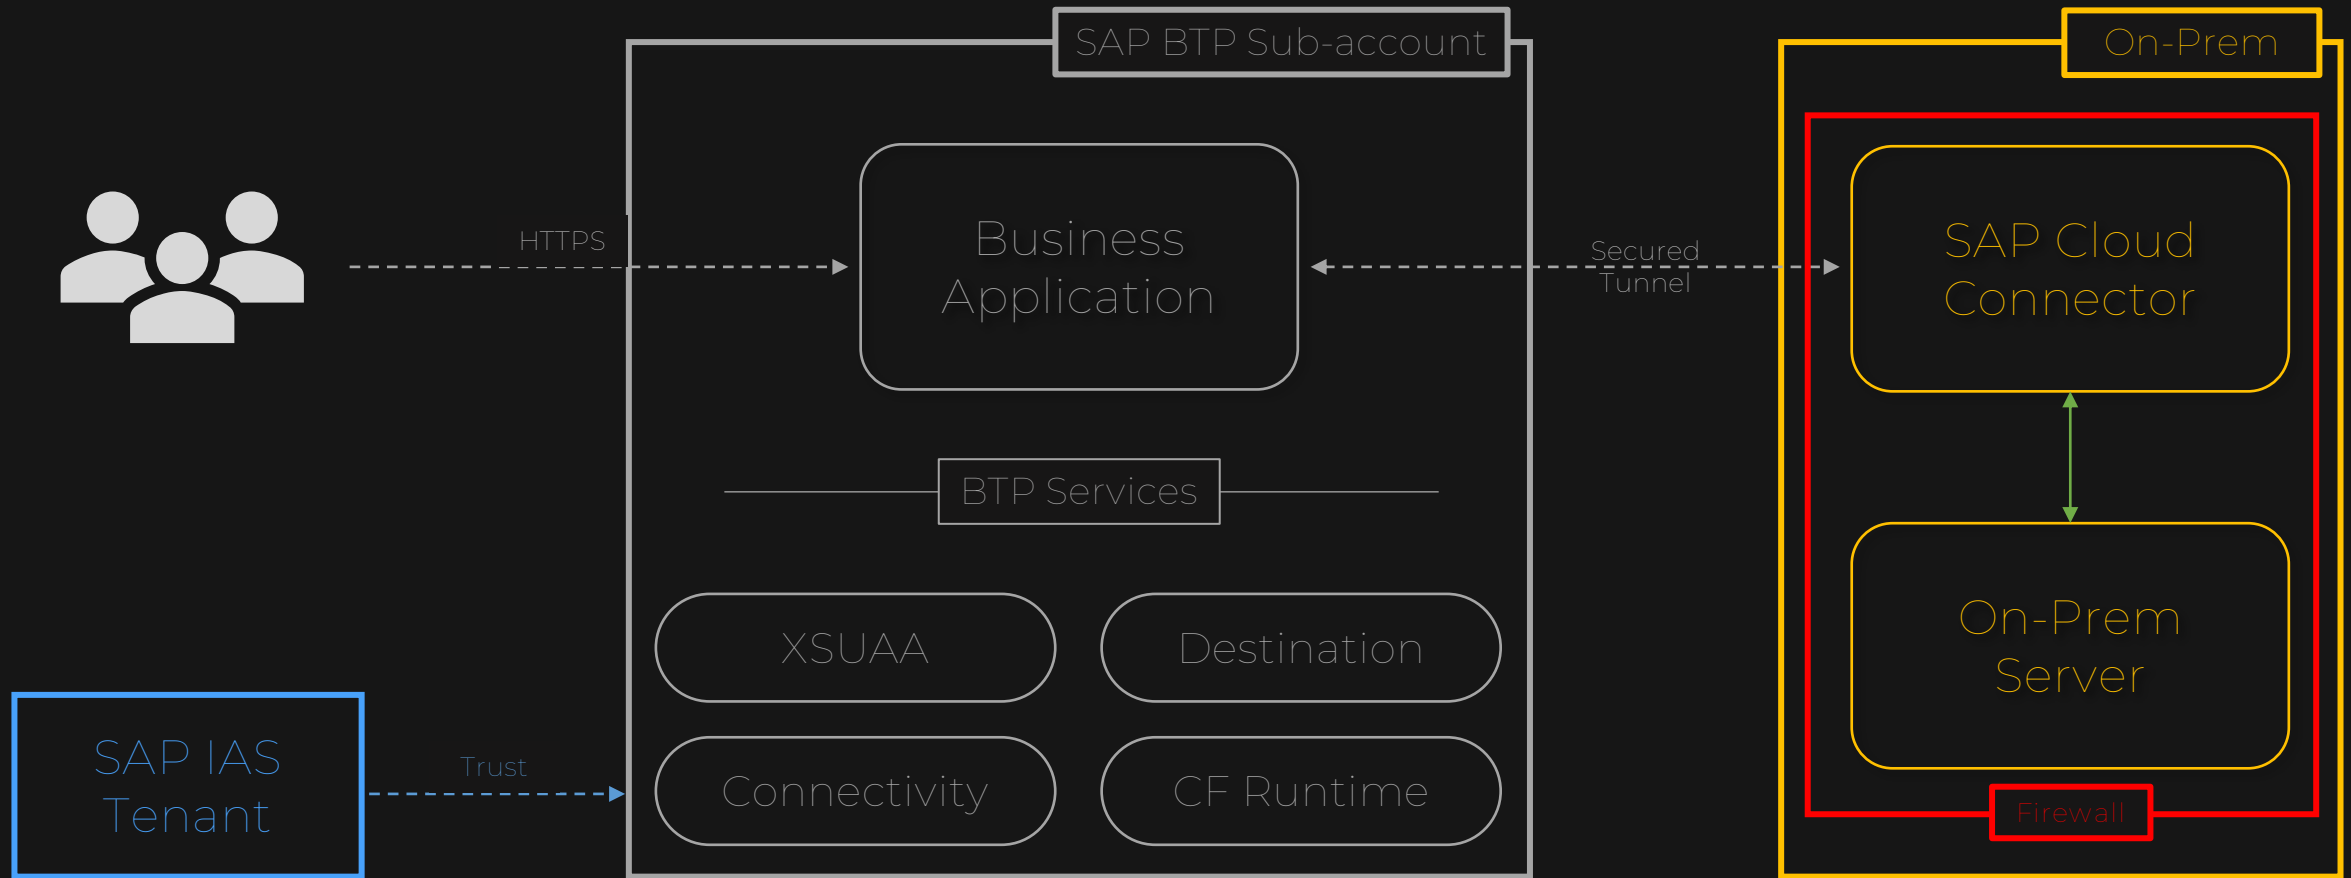 SAP BTP Sub-account
On-Prem
HTTPS
Business
Application
Secured
Tunnel
SAP Cloud
Connector
BTP Services
XSUAA
Destination
On-Prem
Server
SAP IAS
Tenant
Trust
Connectivity
CF Runtime
Firewall